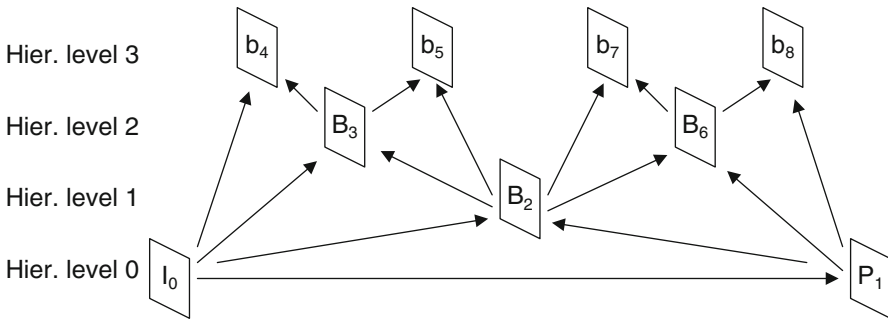 Hier. level 3 b₄ b₅ b₇ b₈
Hier. level 2 B₃ B₆
Hier. level 1 B₂
Hier. level 0 I₀ P₁